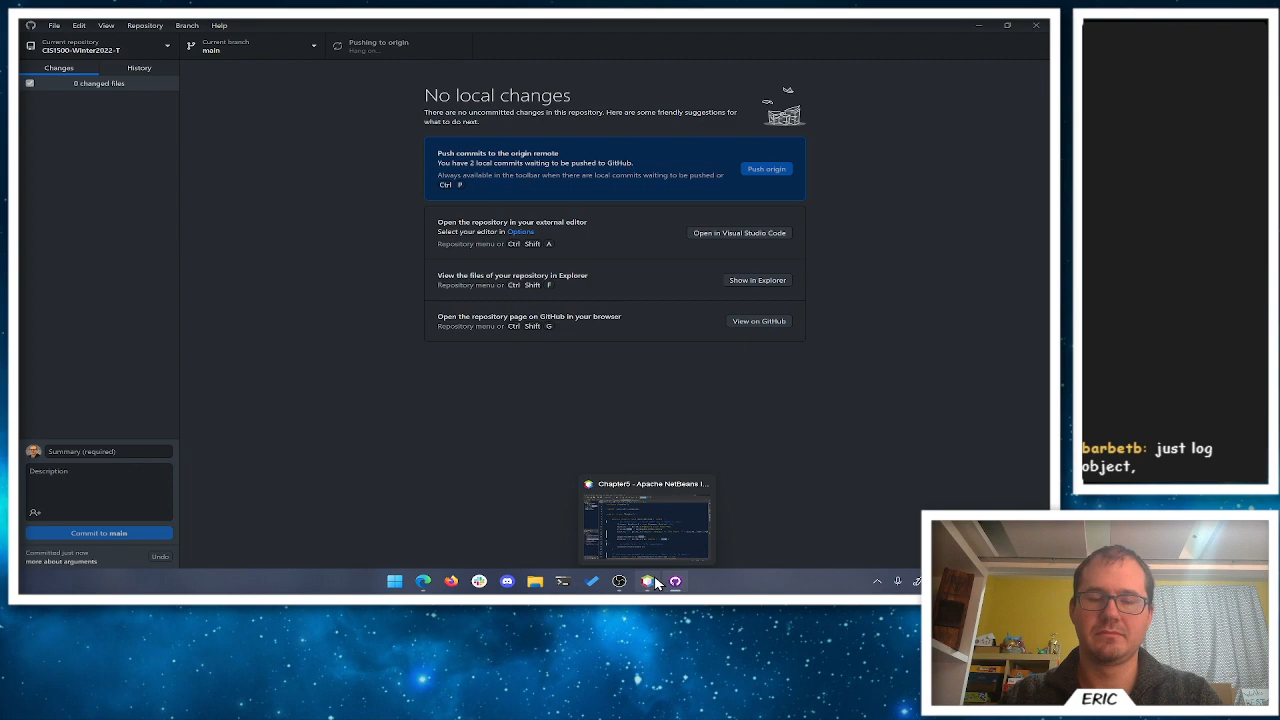 File Edit View Repository Branch Help
Current repository
CIS1500-Winter2022-T
Current branch
main
Pushing to origin
Hang on...
Changes History
0 changed files
No local changes
There are no uncommitted changes in this repository. Here are some friendly suggestions for
what to do next.
Push commits to the origin remote
You have 2 local commits waiting to be pushed to GitHub.
Always available in the toolbar when there are local commits waiting to be pushed or
Ctrl P
Push origin
Open the repository in your external editor
Select your editor in Options
Repository menu or Ctrl Shift A
Open in Visual Studio Code
View the files of your repository in Explorer
Repository menu or Ctrl Shift F
Show in Explorer
Open the repository page on GitHub in your browser
Repository menu or Ctrl Shift G
View on GitHub
Summary (required)
Description
Commit to main
Committed just now
more about arguments
Undo
Chapter5 - Apache NetBeans I...
barbetb: just log
object,
ERIC